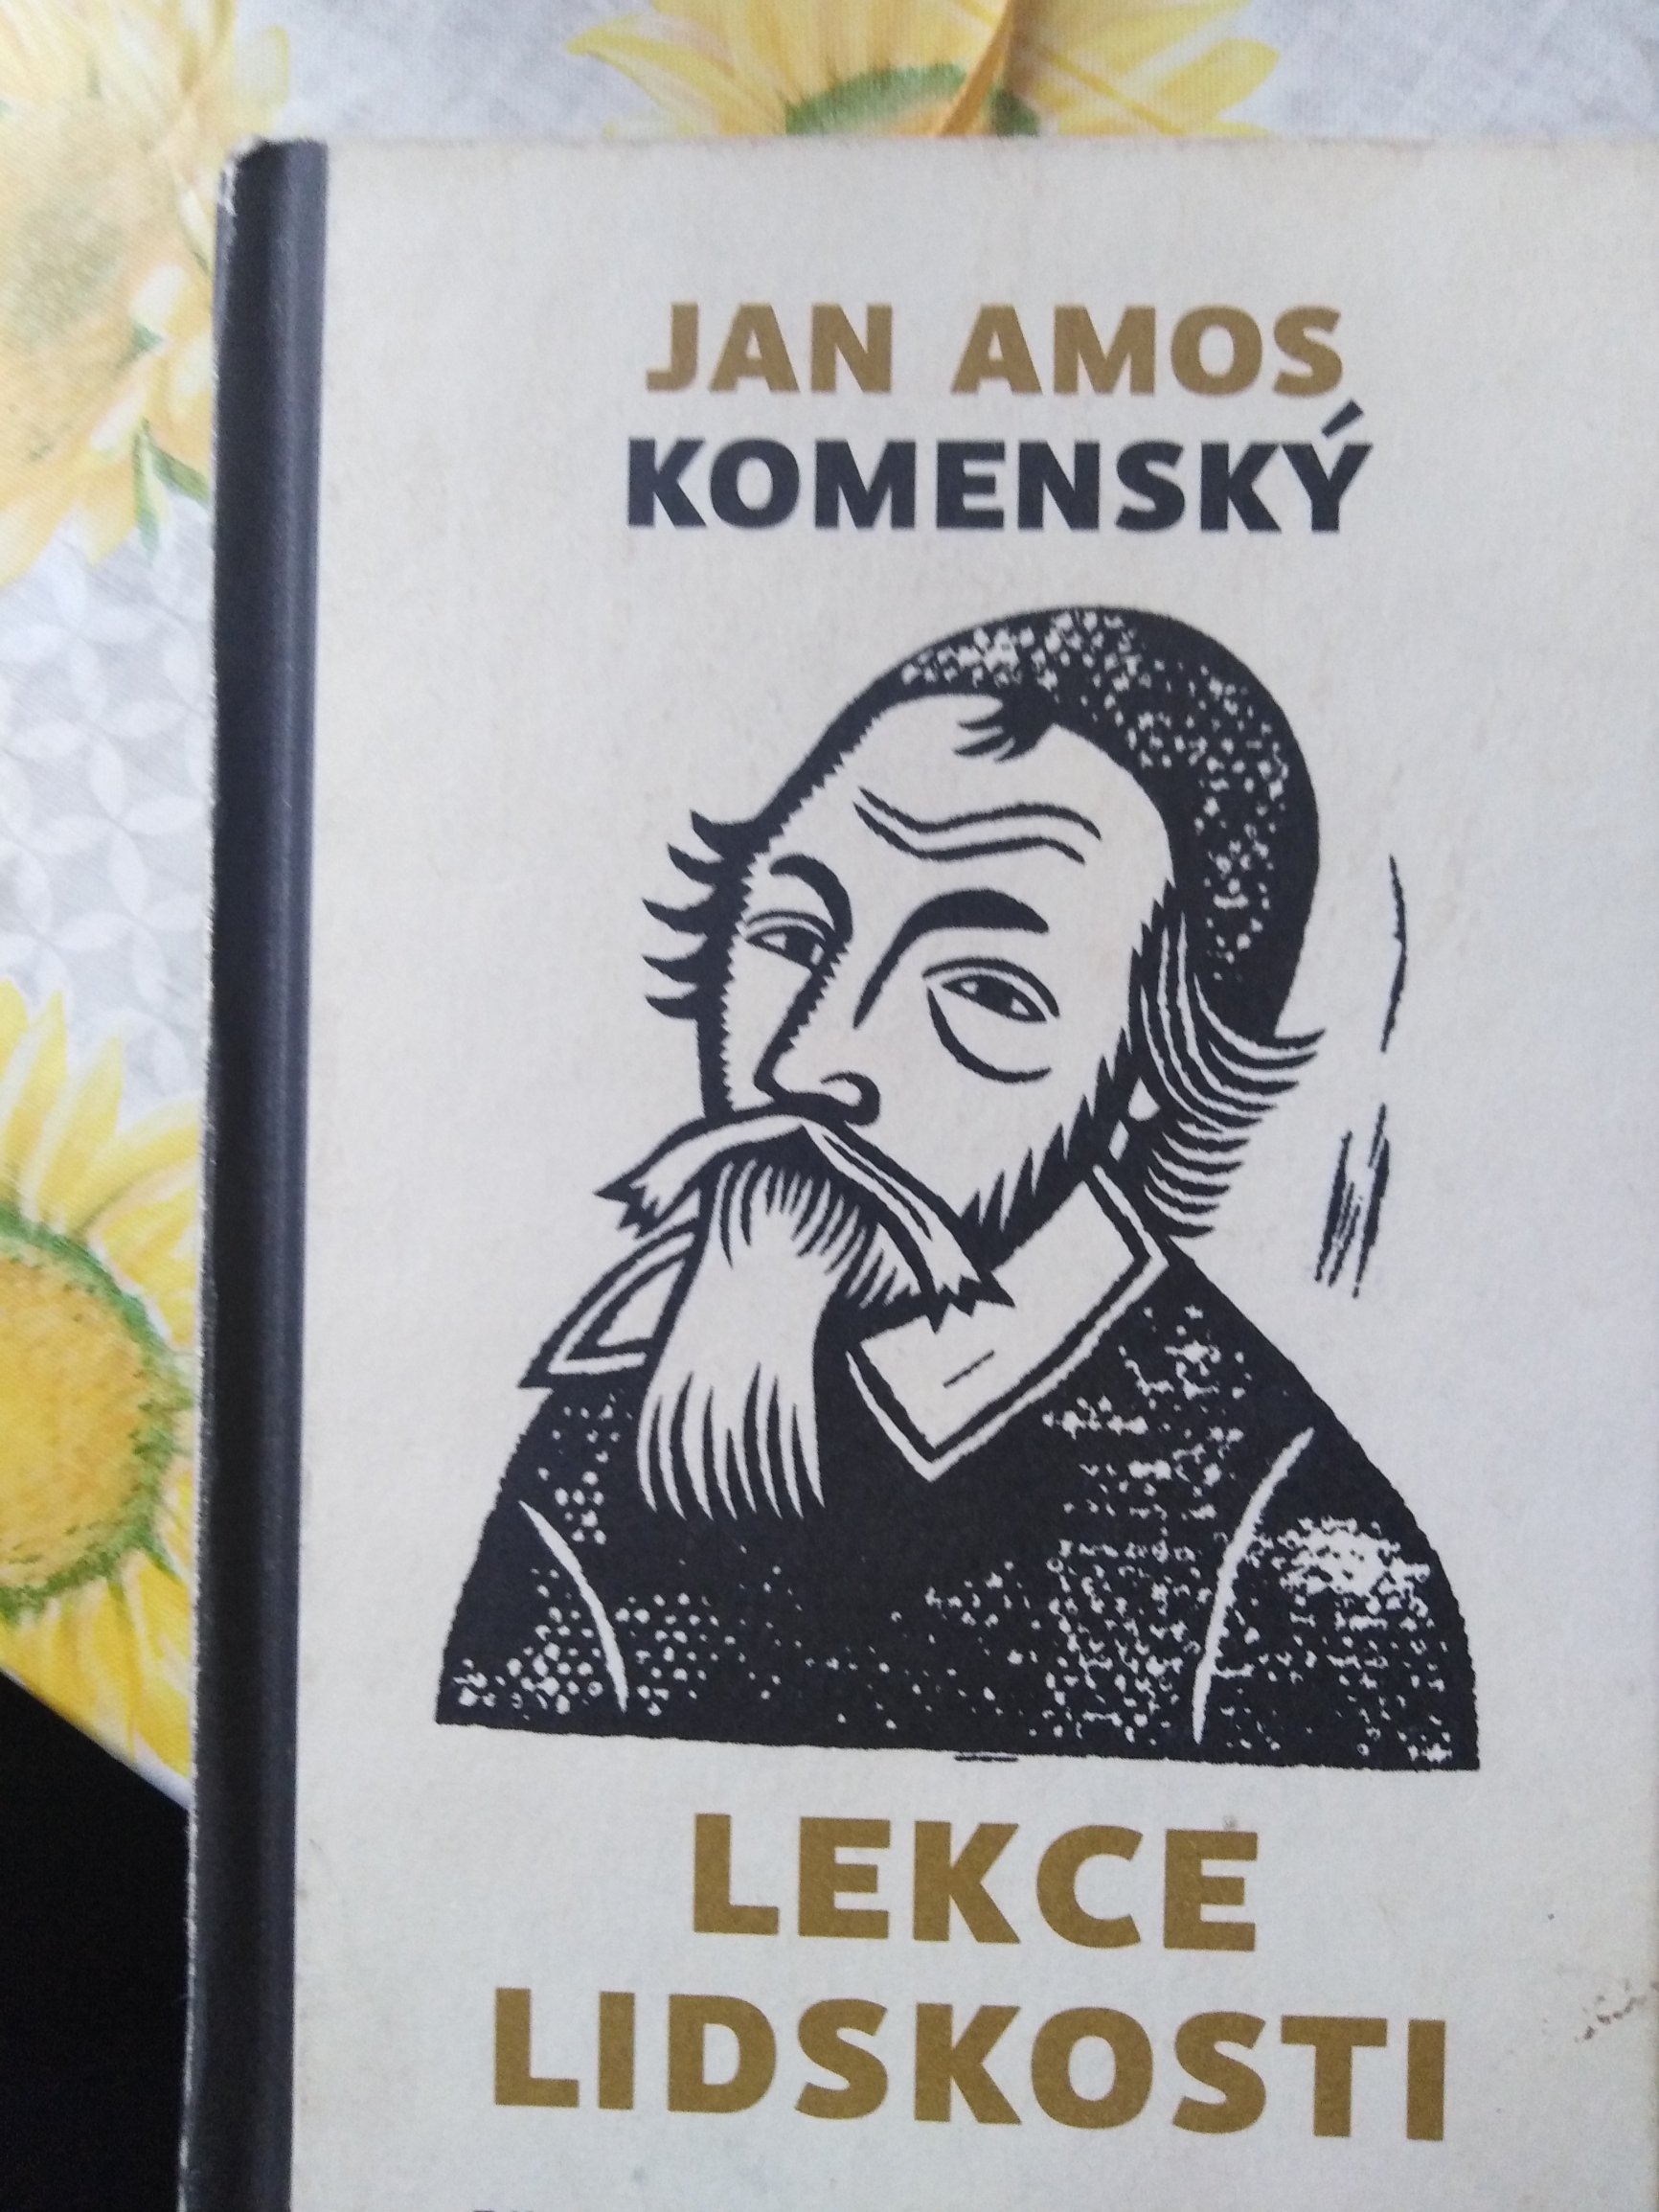 JAN AMOS
KOMENSKÝ
LEKCE
LIDSKOSTI